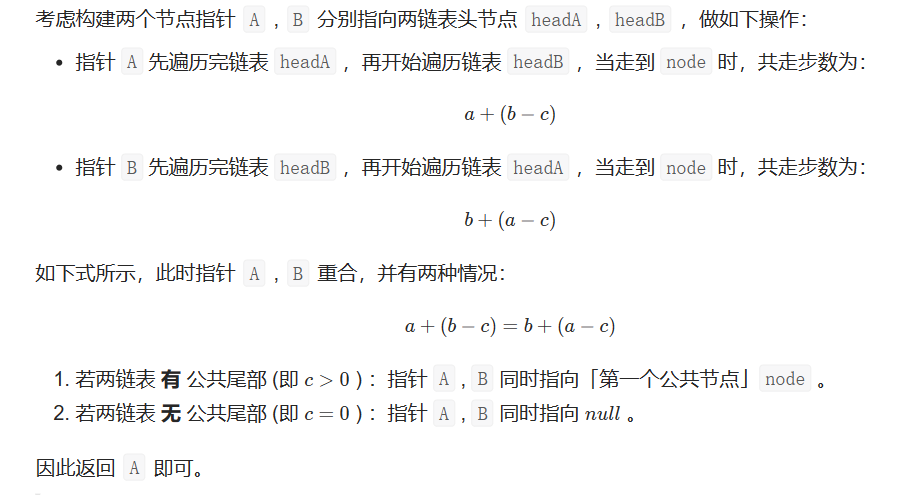 考虑构建两个节点指针 A , B 分别指向两链表头节点 headA , headB ，做如下操作：
• 指针 A 先遍历完链表 headA ，再开始遍历链表 headB ，当走到 node 时，共走步数为：
a + (b − c)
• 指针 B 先遍历完链表 headB ，再开始遍历链表 headA ，当走到 node 时，共走步数为：
b + (a − c)
如下式所示，此时指针 A , B 重合，并有两种情况：
a + (b − c) = b + (a − c)
1. 若两链表 有 公共尾部 (即 c > 0 ) ：指针 A , B 同时指向「第一个公共节点」 node 。
2. 若两链表 无 公共尾部 (即 c = 0 ) ：指针 A , B 同时指向 null 。
因此返回 A 即可。